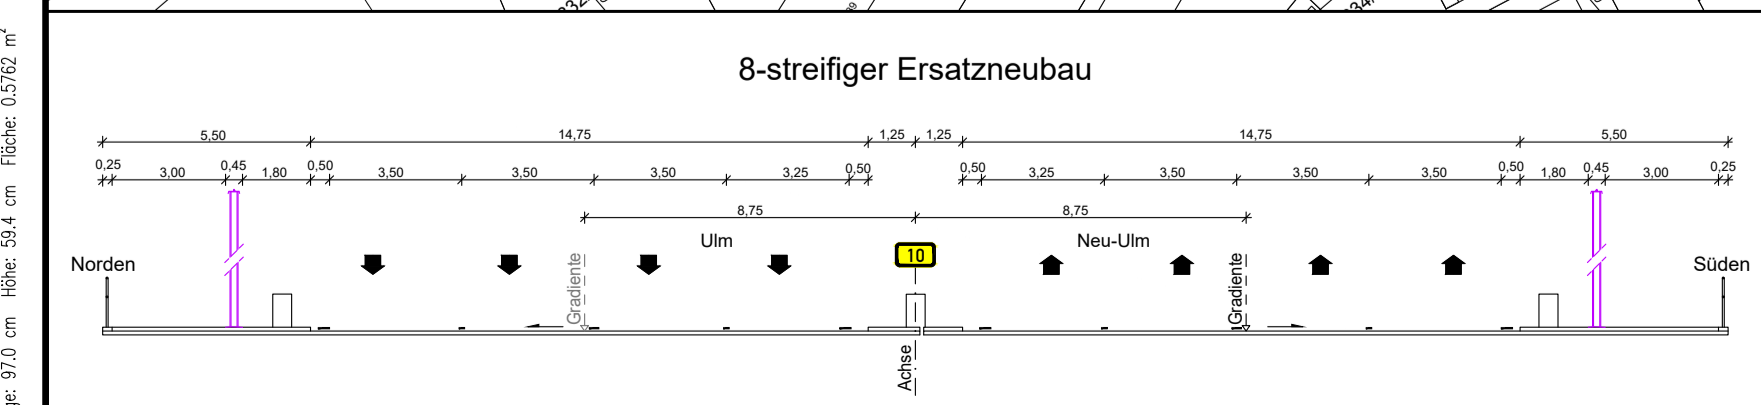 32
39
34
ge: 97.0 cm Höhe: 59.4 cm Fläche: 0.5762 m²
8-streifiger Ersatzneubau
5,50 14,75 1,25 1,25 14,75 5,50
0,25 3,00 0,45 1,80 0,50 3,50 3,50 3,50 3,25 0,50 0,50 3,25 3,50 3,50 3,50 0,50 1,80 0,45 3,00 0,25
8,75 8,75
Ulm Neu-Ulm
10
Norden Süden
Gradiente Gradiente
Achse